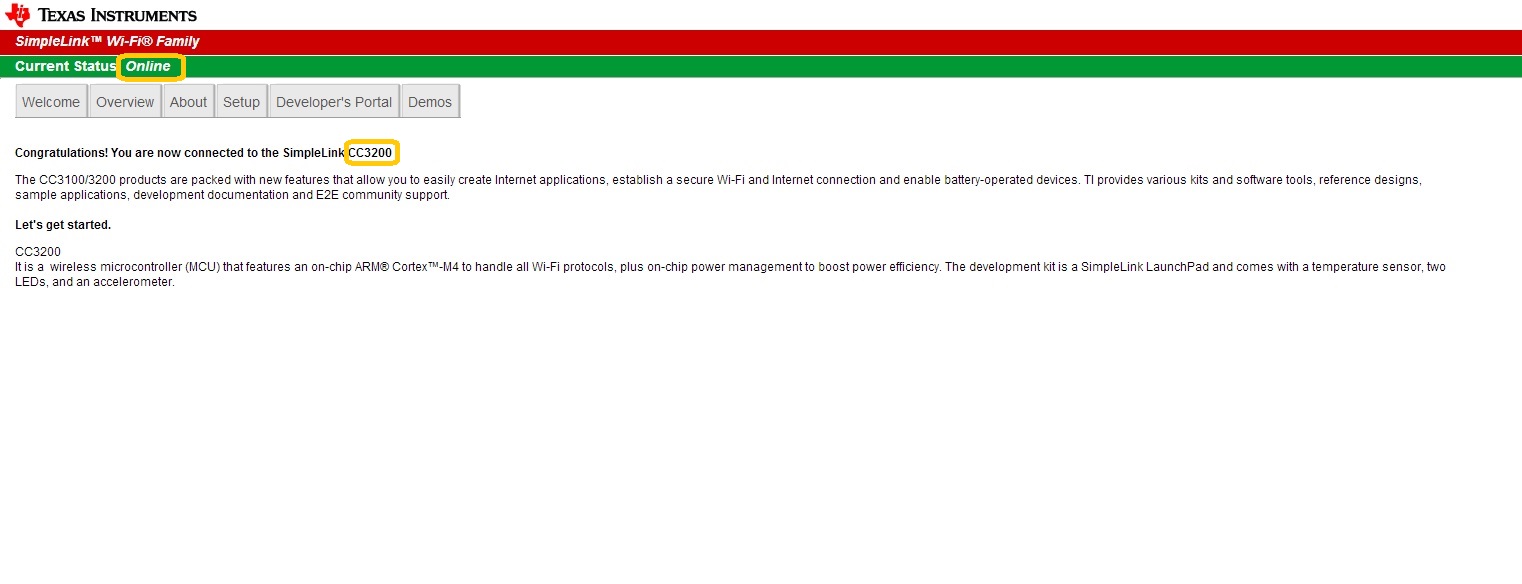 TEXAS INSTRUMENTS
SimpleLink™ Wi-Fi® Family
Current Status Online
Welcome Overview About Setup Developer's Portal Demos
Congratulations! You are now connected to the SimpleLink CC3200
The CC3100/3200 products are packed with new features that allow you to easily create Internet applications, establish a secure Wi-Fi and Internet connection and enable battery-operated devices. TI provides various kits and software tools, reference designs,
sample applications, development documentation and E2E community support.
Let's get started.
CC3200
It is a wireless microcontroller (MCU) that features an on-chip ARM® Cortex™-M4 to handle all Wi-Fi protocols, plus on-chip power management to boost power efficiency. The development kit is a SimpleLink LaunchPad and comes with a temperature sensor, two
LEDs, and an accelerometer.